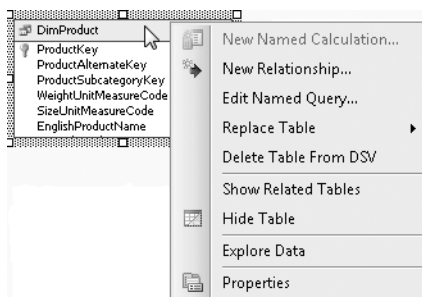 DimProduct
ProductKey
ProductAlternateKey
ProductSubcategoryKey
WeightUnitMeasureCode
SizeUnitMeasureCode
EnglishProductName
New Named Calculation...
New Relationship...
Edit Named Query...
Replace Table
Delete Table From DSV
Show Related Tables
Hide Table
Explore Data
Properties